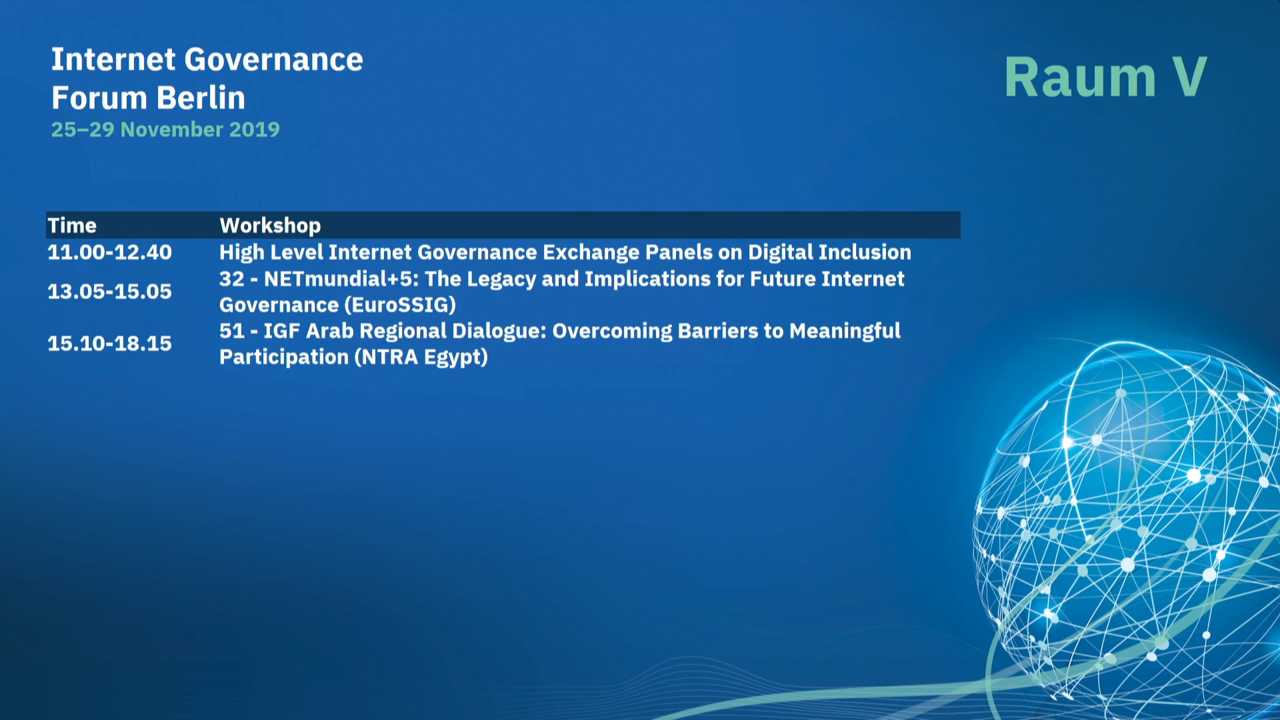 Internet Governance
Forum Berlin
25–29 November 2019
Raum V
Time Workshop
11.00-12.40 High Level Internet Governance Exchange Panels on Digital Inclusion
13.05-15.05 32 - NETmundial+5: The Legacy and Implications for Future Internet
Governance (EuroSSIG)
15.10-18.15 51 - IGF Arab Regional Dialogue: Overcoming Barriers to Meaningful
Participation (NTRA Egypt)